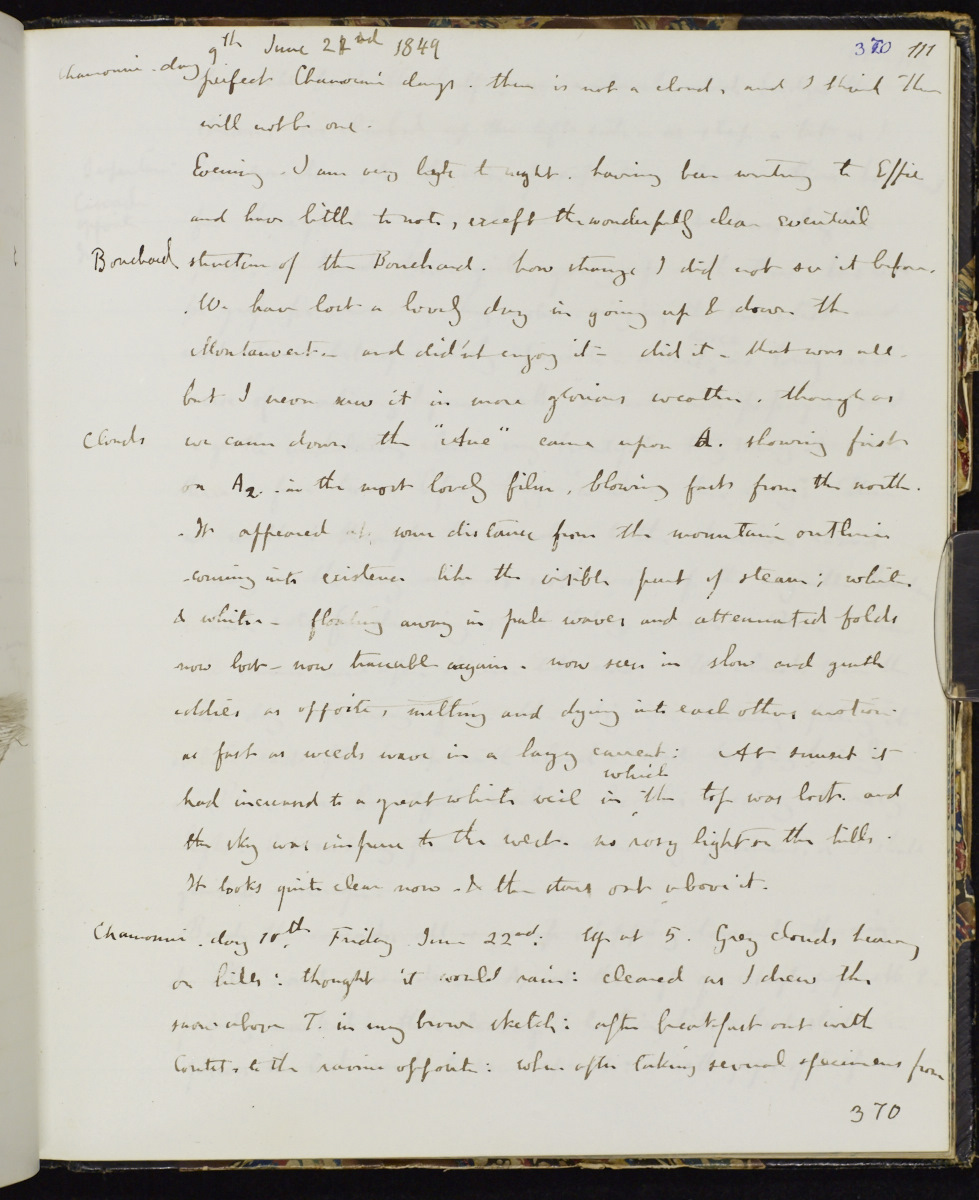 9th June 22nd 1849
370 111
Chamouni. day
perfect Chamouni days. there is not a cloud, and I think there
will not be one.
Evening. I am very late to night. having been writing to Effie
and have little to note, except the wonderfully clear
Bouchard
structure of the Bouchard. how strange I did not see it before.
. We have lost a lovely day in going up & down the
Montanvert - and did'nt enjoy it - did it - that was all.
but I never saw it in more glorious weather. though as
Clouds
we came down the "Aue" came upon A. showing first
on A2. in the most lovely film, blowing fast from the north.
. It appeared at some distance from the mountain outline
coming into existence like the visible part of steam; white.
& whiter - floating away in pale waves and attenuated folds
now lost - now traceable again. now seen in slow and gentle
eddies as opposite, melting and dying into each others motion
as fast as weeds wave in a lazy current: At sunset it
which
had increased to a great white veil in the top was lost. and
the sky was impure to the west. no rosy light on the hills.
It looks quite clear now - & the stars out above it.
Chamouni. day 10th. Friday. June 22nd. Up at 5. Grey clouds heavy
on hills: thought it would rain: cleared as I drew the
snow above T. in my brown sketch: after breakfast out with
Coutet to the ravine opposite: when after taking several specimens from
370